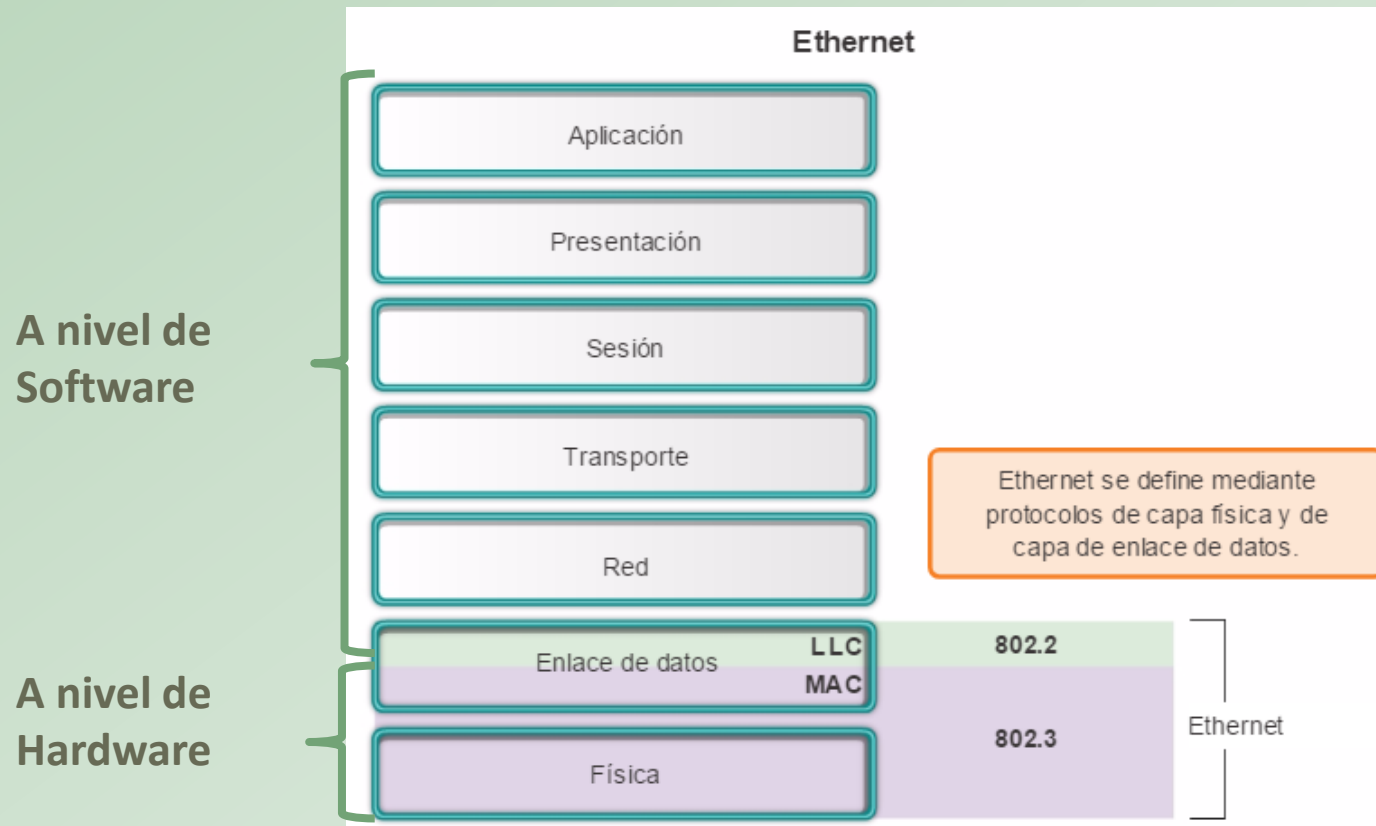 Ethernet
Aplicación
Presentación
A nivel de
Software
Sesión
Transporte
Ethernet se define mediante
protocolos de capa física y de
capa de enlace de datos.
Red
Enlace de datos
LLC
MAC
802.2
A nivel de
Hardware
802.3
Ethernet
Física